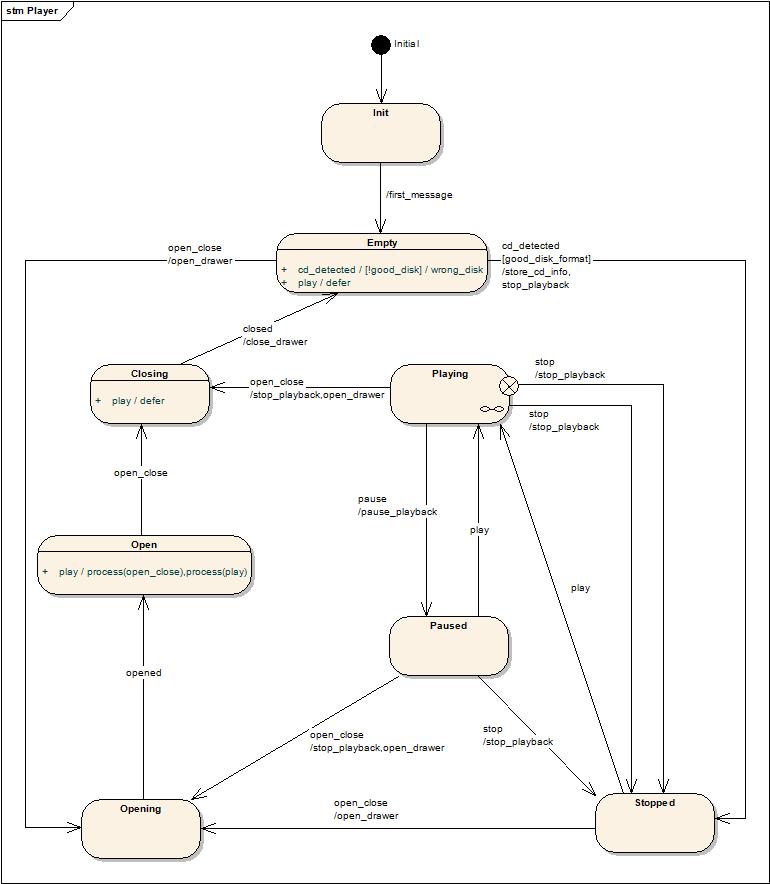 stm Player
Initial
Init
/first_message
Empty
+ cd_detected / [!good_disk] / wrong_disk
+ play / defer
open_close
/open_drawer
cd_detected
[good_disk_format]
/store_cd_info,
stop_playback
closed
/close_drawer
Closing
+ play / defer
open_close
/stop_playback,open_drawer
Playing
stop
/stop_playback
stop
/stop_playback
open_close
pause
/pause_playback
play
Open
+ play / process(open_close),process(play)
play
Paused
opened
open_close
/stop_playback,open_drawer
stop
/stop_playback
Opening
open_close
/open_drawer
Stopped